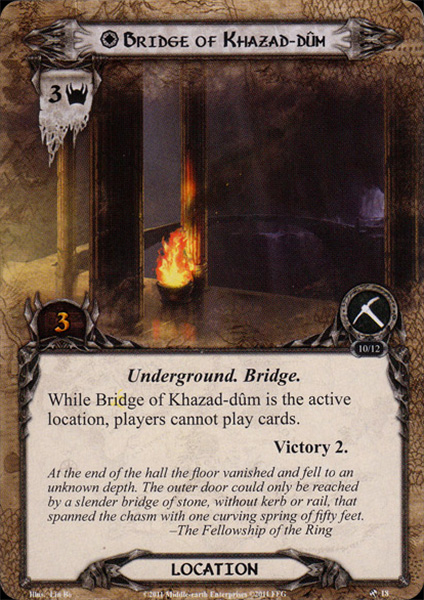 BRIDGE OF KHAZAD-DÛM
3
3
10/12
Underground. Bridge.
While Bridge of Khazad-dûm is the active
location, players cannot play cards.
Victory 2.
At the end of the hall the floor vanished and fell to an
unknown depth. The outer door could only be reached
by a slender bridge of stone, without kerb or rail, that
spanned the chasm with one curving spring of fifty feet.
–The Fellowship of the Ring
LOCATION
Illus.
©2011 Middle-earth Enterprises ©2011 FFG
18